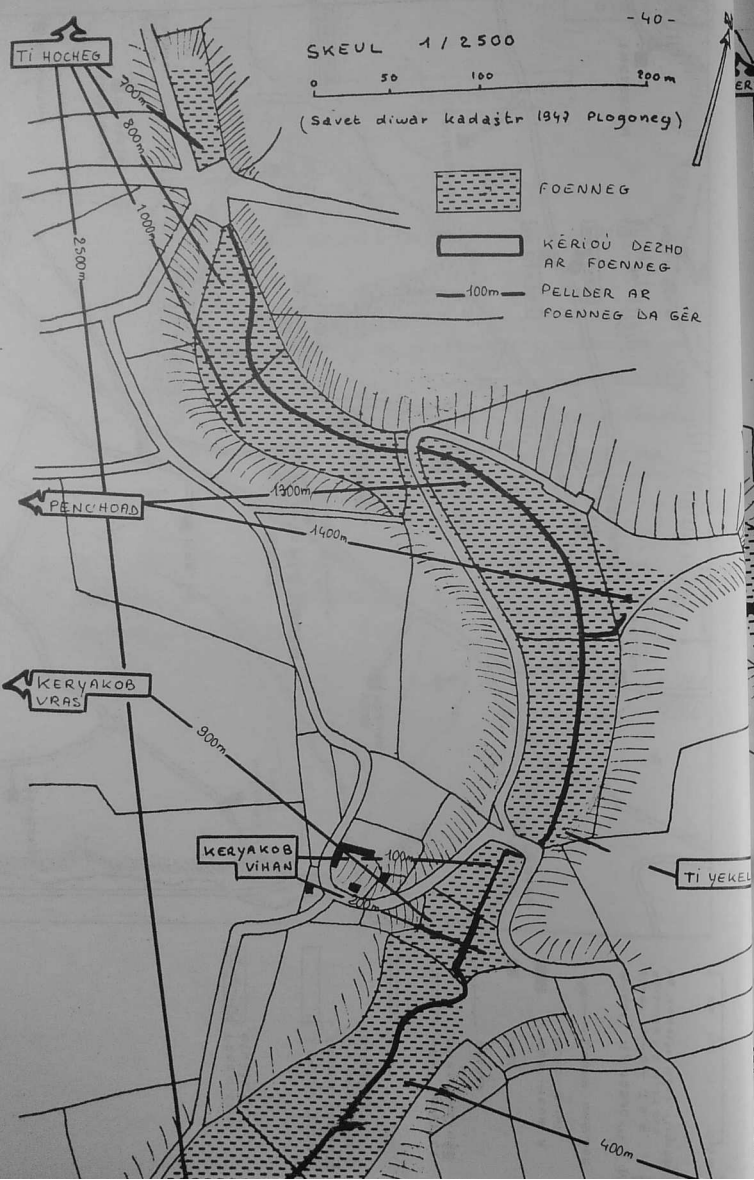 - 40 -
N
TI HOCHEG
SKEUL 1 / 2500
0 50 100 200 m
(Savet diwar kadastr 1947 Plogoneg)
FOENNEG
KÊRIOÙ DEZHO
AR FOENNEG
100m
PELLDER AR
FOENNEG DA GÊR
700m
800m
1000m
2500m
PENC'HOAD
1300m
1400m
KERYAKOB
VRAS
900m
KERYAKOB
VIHAN
100m
200m
TI YEKEL
400m
ER